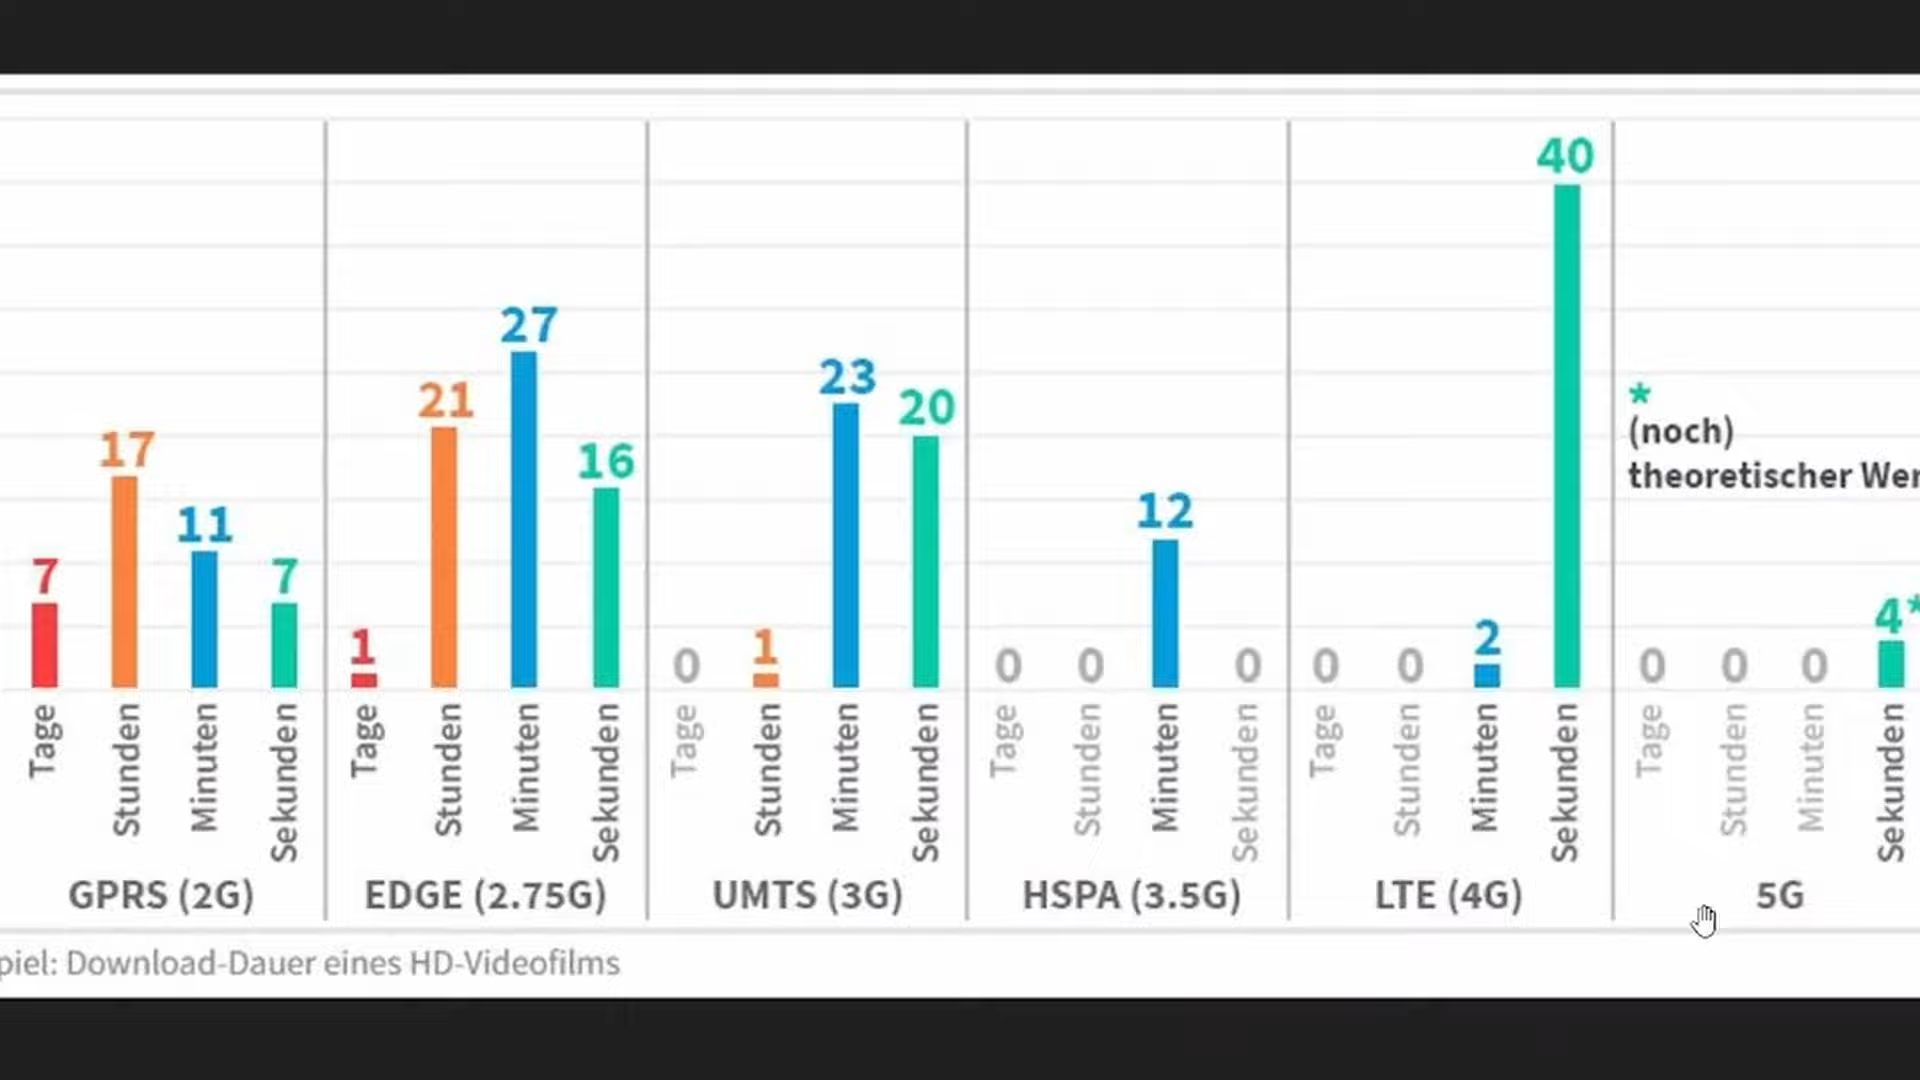 40
27
23
21
20
*
(noch)
17
16
theoretischer
12
11
7
7
4*
2
1
0
1
0
0
0
0
0
0
0
0
Tage
Stunden
Minuten
Sekunden
Tage
Stunden
Minuten
Sekunden
Tage
Stunden
Minuten
Sekunden
Tage
Stunden
Minuten
Sekunden
Tage
Stunden
Minuten
Sekunden
Tage
Stunden
Minuten
Sekunden
GPRS (2G)
EDGE (2.75G)
UMTS (3G)
HSPA (3.5G)
LTE (4G)
5G
piel: Download-Dauer eines HD-Videofilms